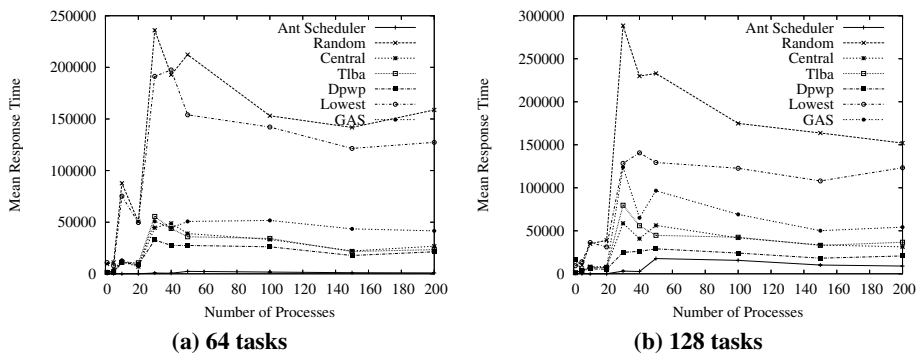 250000
200000
150000
100000
50000
0
Mean Response Time
0 20 40 60 80 100 120 140 160 180 200
Number of Processes
Ant Scheduler
Random
Central
Tlba
Dpwp
Lowest
GAS
(a) 64 tasks
300000
250000
200000
150000
100000
50000
0
Mean Response Time
0 20 40 60 80 100 120 140 160 180 200
Number of Processes
Ant Scheduler
Random
Central
Tlba
Dpwp
Lowest
GAS
(b) 128 tasks